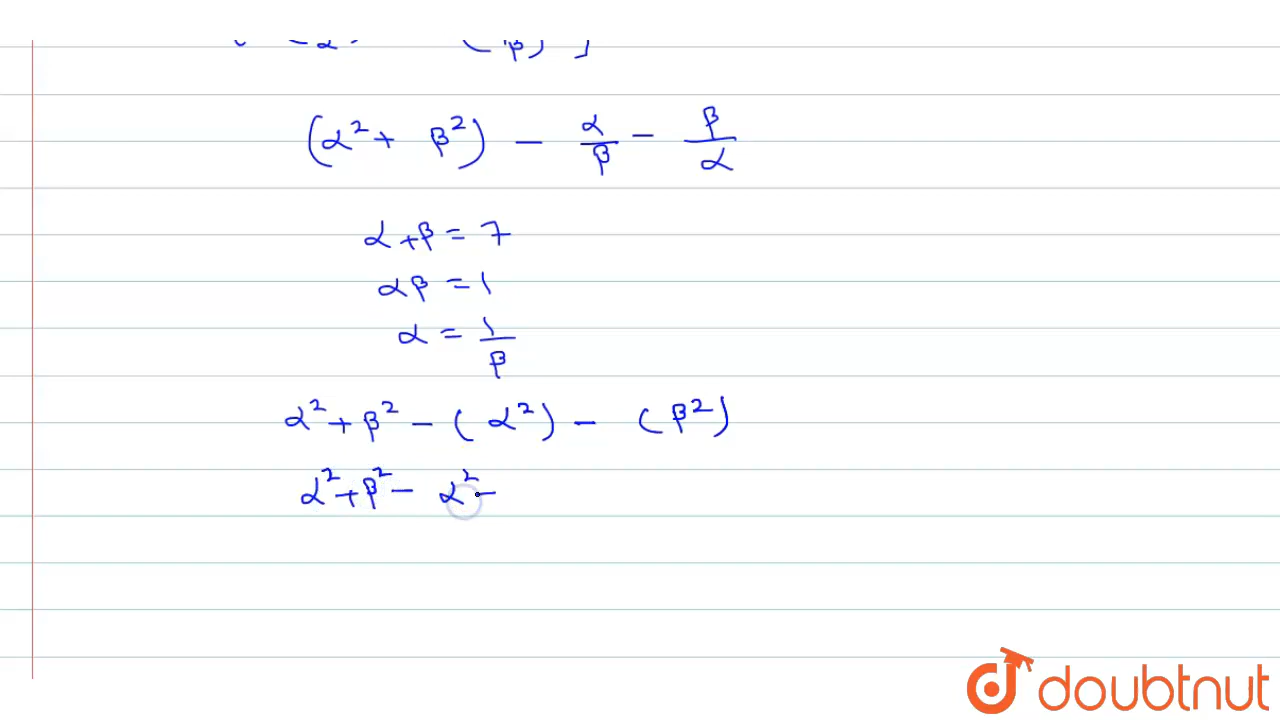 (α² + β²) - α/β - β/α
α + β = 7
αβ = 1
α = 1/β
α² + β² - (α²) - (β²)
α² + β² - α² -
doubtnut